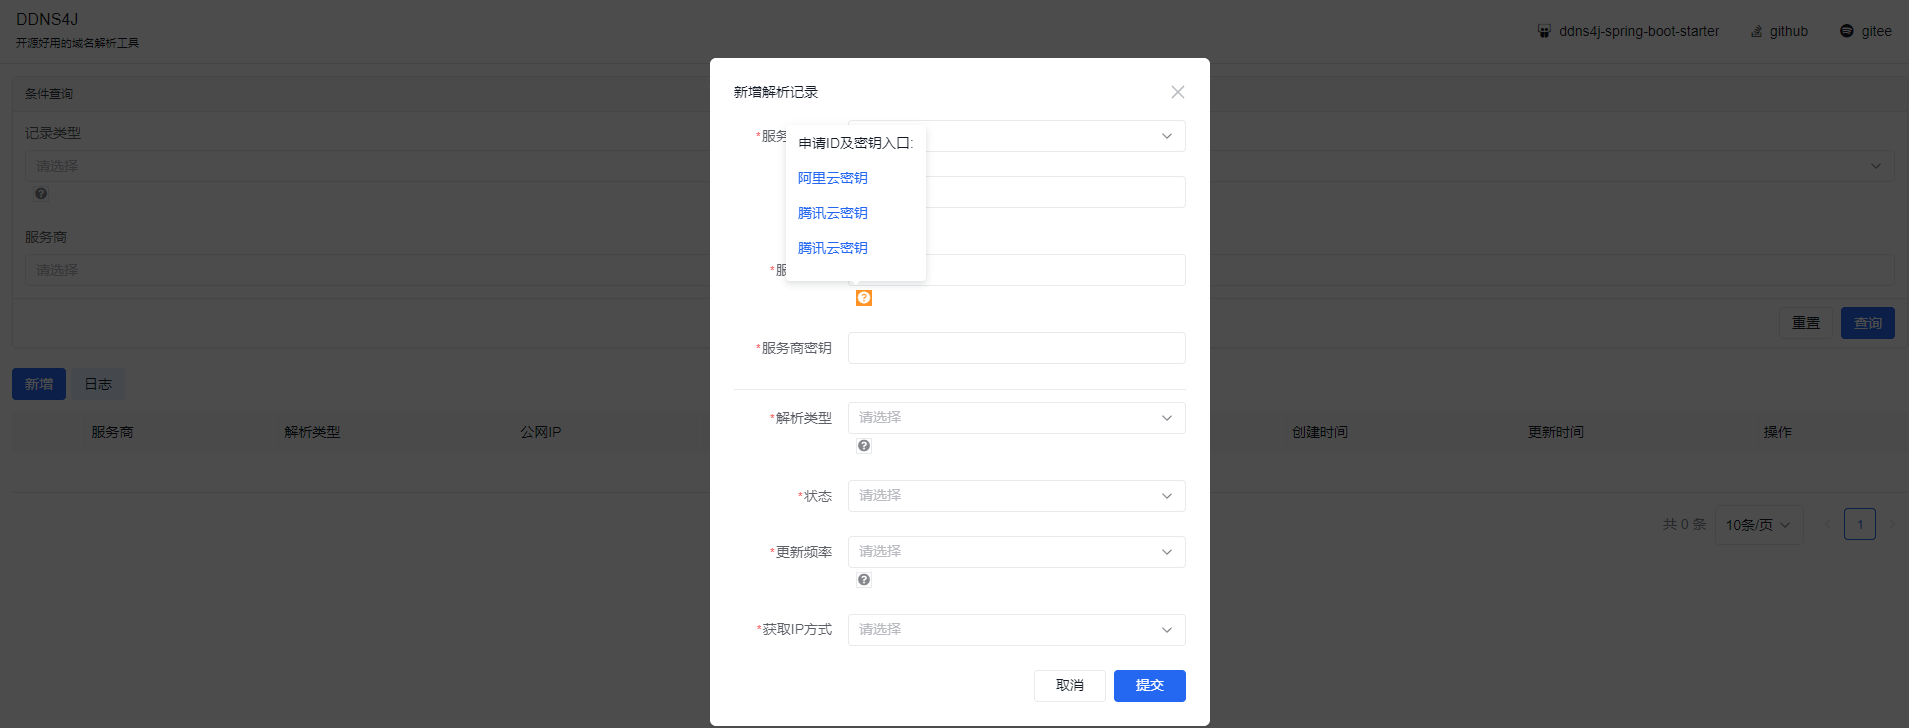 DDNS4J
开源好用的域名解析工具
ddns4j-spring-boot-starter
github
gitee
条件查询
记录类型
请选择
服务商
请选择
重置
查询
新增
日志
服务商
解析类型
公网IP
创建时间
更新时间
操作
共 0 条
10条/页
1
新增解析记录
*服务
申请ID及密钥入口:
阿里云密钥
腾讯云密钥
腾讯云密钥
*服
*服务商密钥
*解析类型
请选择
*状态
请选择
*更新频率
请选择
*获取IP方式
请选择
取消
提交